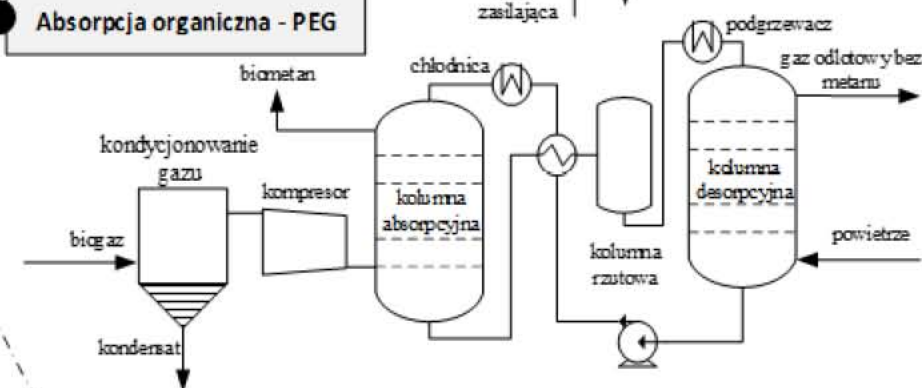 Absorpcja organiczna - PEG
zasilająca
podgrzewacz
chłodnica
gaz odlotowy bez
metanu
biometan
kondycjonowanie
gazu
kompresor
kolumna
absorpcyjna
kolumna
desorpcyjna
biogaz
powietrze
kolumna
rzutowa
kondensat